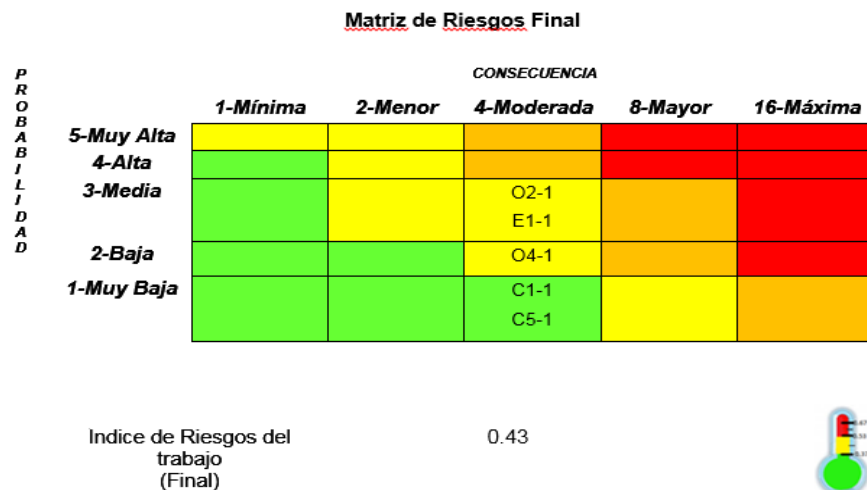 Matriz de Riesgos Final
PROBABILIDAD
CONSECUENCIA
1-Mínima 2-Menor 4-Moderada 8-Mayor 16-Máxima
5-Muy Alta
4-Alta
3-Media O2-1
E1-1
2-Baja O4-1
1-Muy Baja C1-1
C5-1
Indice de Riesgos del 0.43
trabajo
(Final)